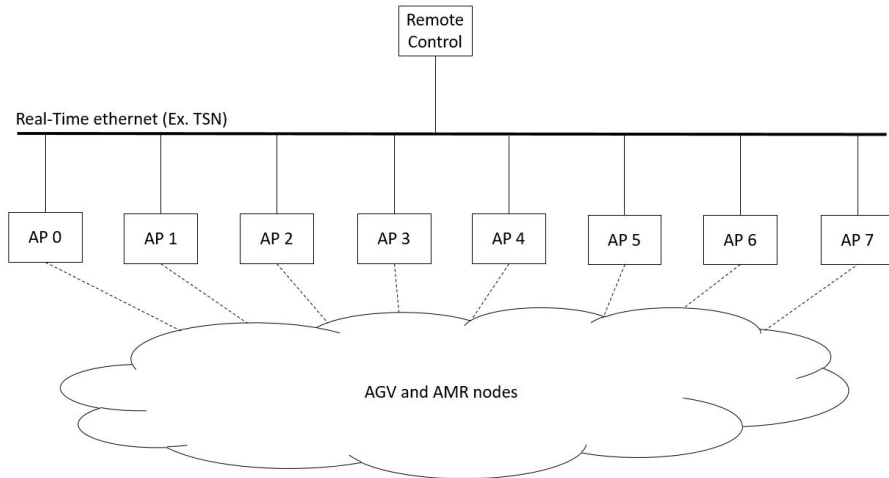 Remote
Control
Real-Time ethernet (Ex. TSN)
AP 0
AP 1
AP 2
AP 3
AP 4
AP 5
AP 6
AP 7
AGV and AMR nodes